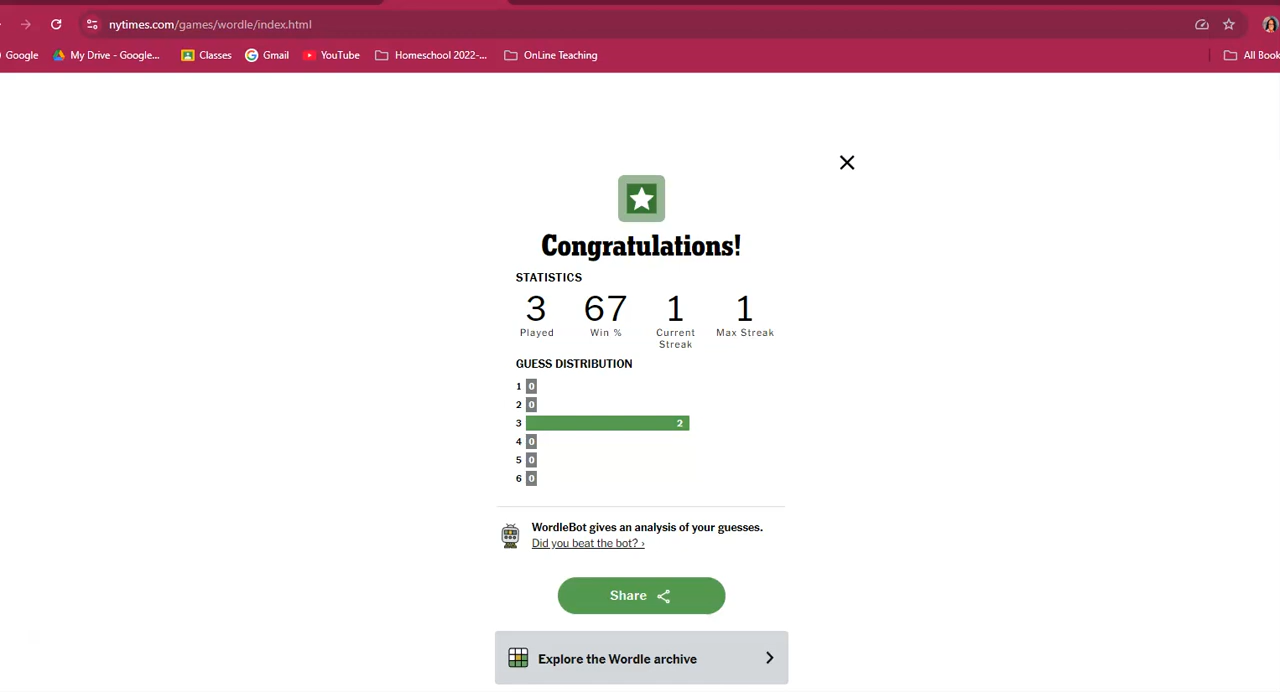 nytimes.com/games/wordle/index.html
Google My Drive - Google... Classes Gmail YouTube Homeschool 2022-... OnLine Teaching All Book
Congratulations!
STATISTICS
3 67 1 1
Played Win % Current Streak Max Streak
GUESS DISTRIBUTION
1 0
2 0
3 2
4 0
5 0
6 0
WordleBot gives an analysis of your guesses.
Did you beat the bot? ›
Share
Explore the Wordle archive